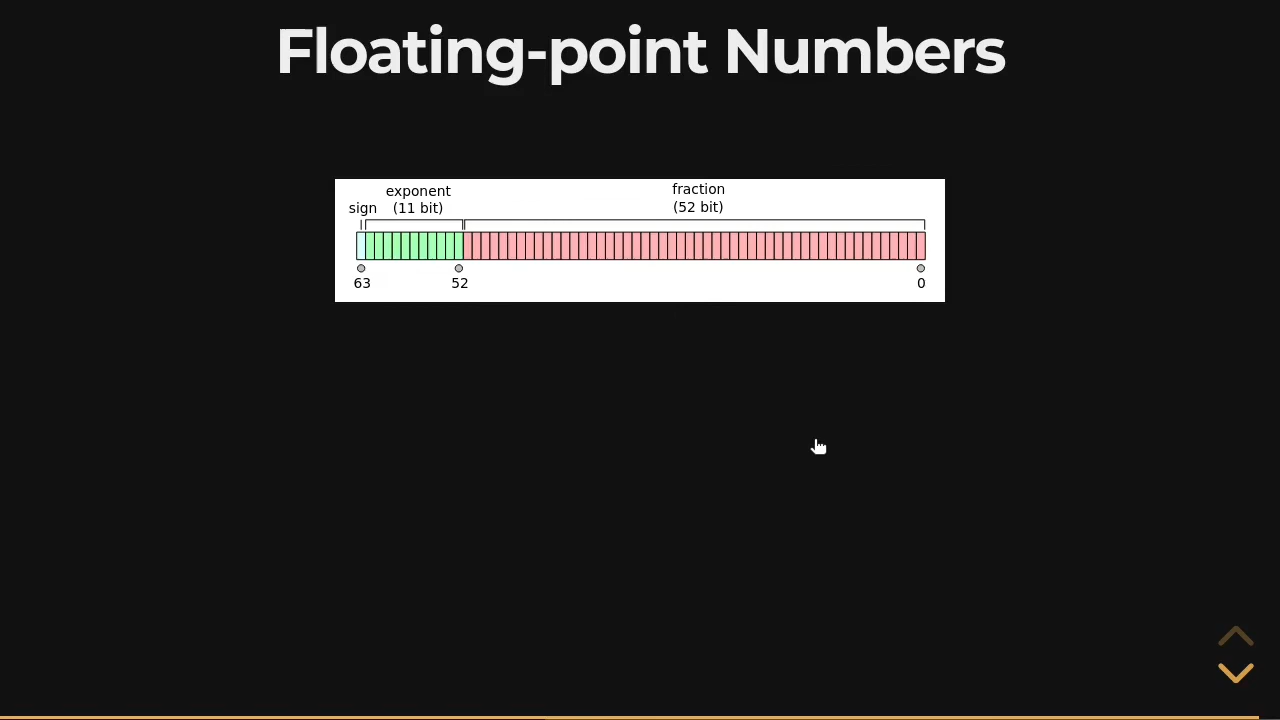 Floating-point Numbers
exponent
fraction
sign
(11 bit)
(52 bit)
63
52
0